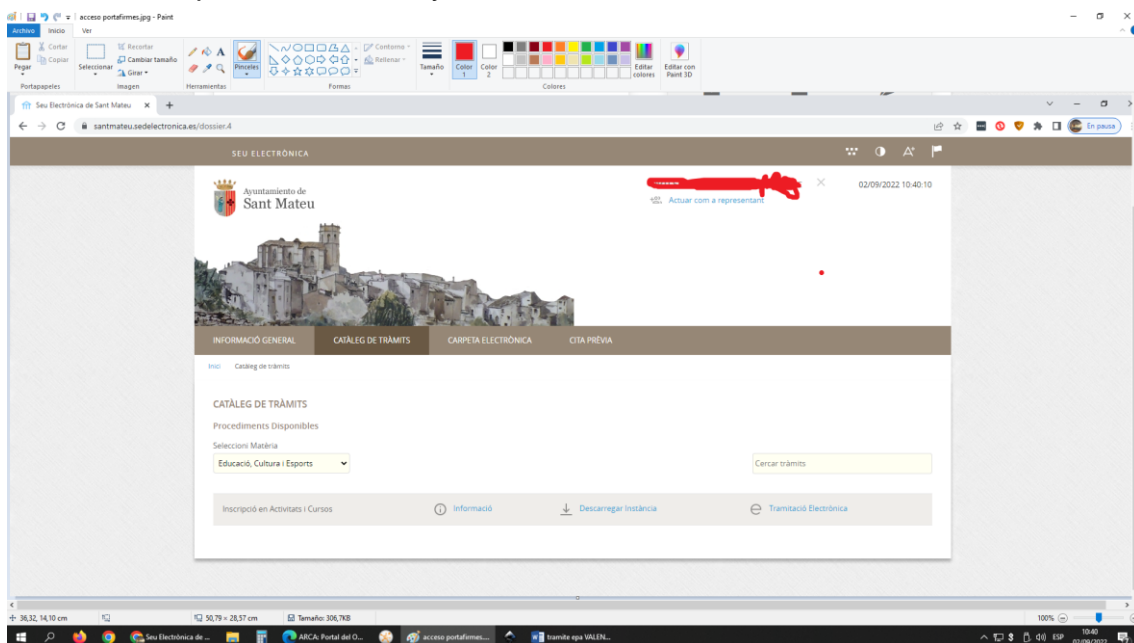 acceso portafirmes.jpg - Paint
Archivo Inicio Ver
Pegar
Cortar
Copiar
Seleccionar
Recortar
Cambiar tamaño
Girar
Pinceles
Contorno
Rellenar
Tamaño
Color 1
Color 2
Editar colores
Editar con Paint 3D
Portapapeles Imagen Herramientas Formas Colores
Seu Electrònica de Sant Mateu
santmateu.sedelectronica.es/dossier.4
En pausa
SEU ELECTRÒNICA
Ayuntamiento de
Sant Mateu
02/09/2022 10:40:10
Actuar com a representant
INFORMACIÓ GENERAL CATÀLEG DE TRÀMITS CARPETA ELECTRÒNICA CITA PRÈVIA
Inici Catàleg de tràmits
CATÀLEG DE TRÀMITS
Procediments Disponibles
Seleccioni Matèria
Educació, Cultura i Esports Cercar tràmits
Inscripció en Activitats i Cursos Informació Descarregar Instància Tramitació Electrònica
36,32, 14,10 cm 50,79 × 28,57 cm Tamaño: 306,7KB 100%
Seu Electrònica de ... ARCA: Portal del O... acceso portafirmes.... tramite epa VALEN... ESP 10:40
02/09/2022